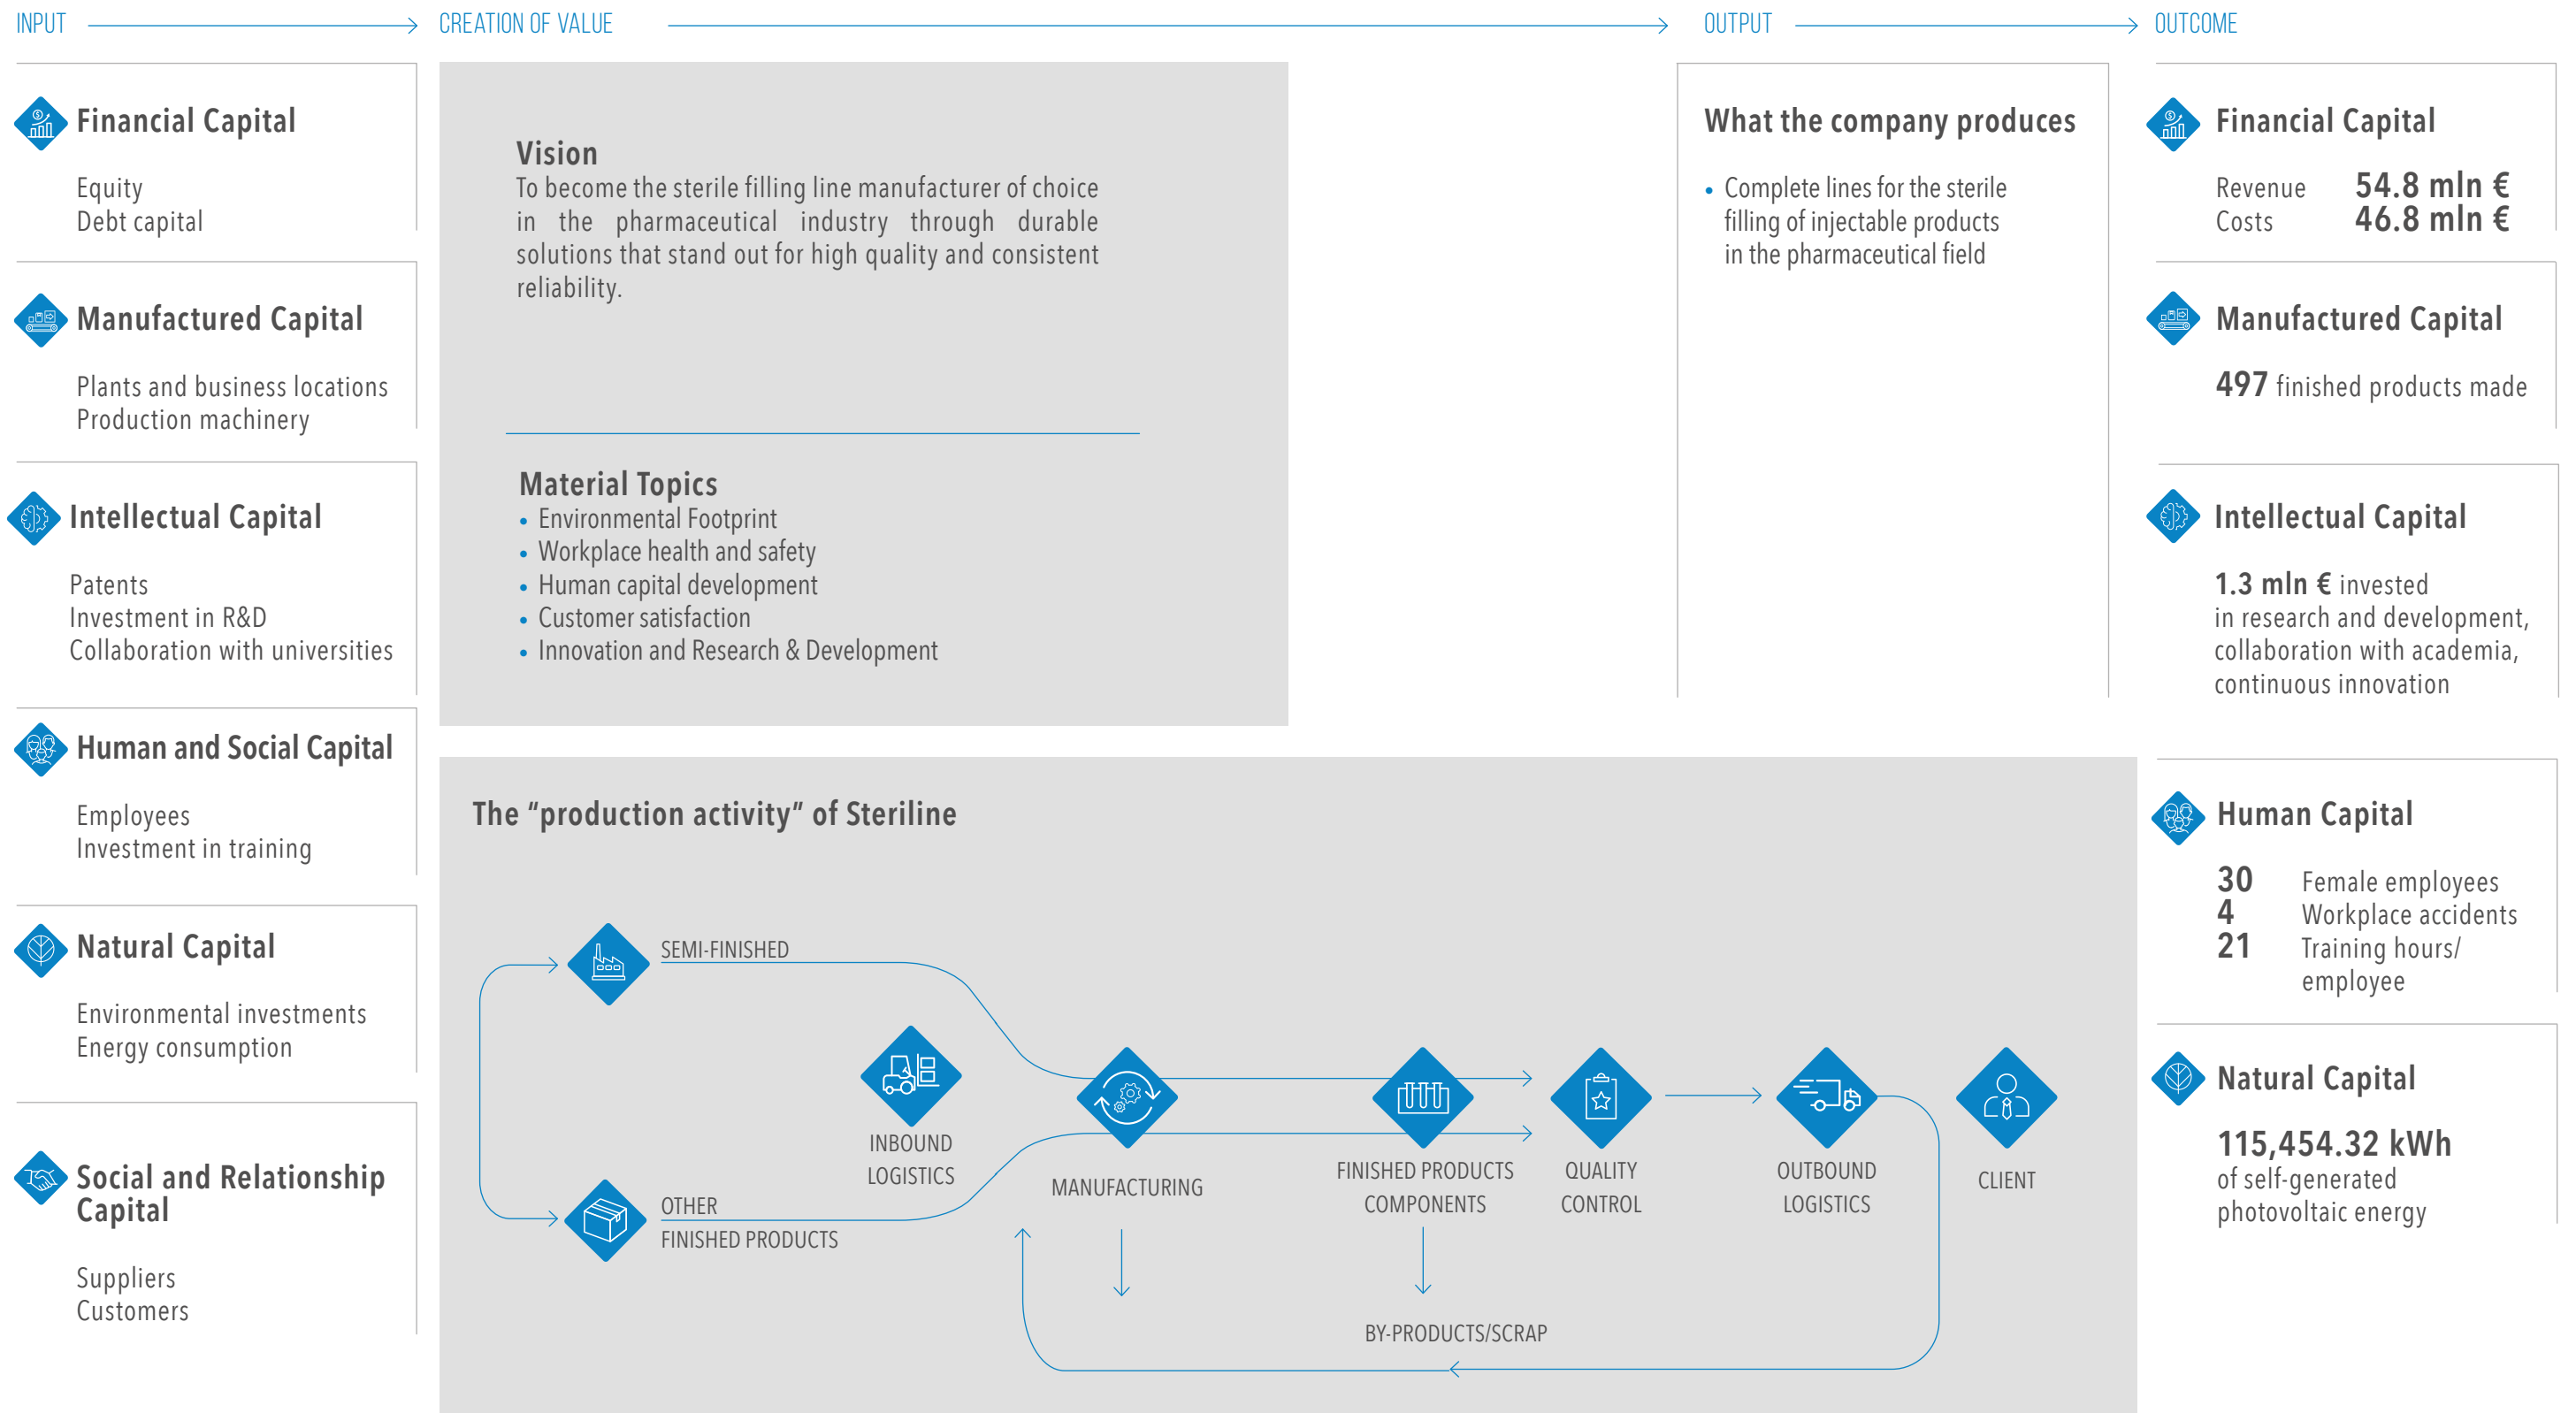 INPUT
CREATION OF VALUE
OUTPUT
OUTCOME
Financial Capital
Equity
Debt capital
Manufactured Capital
Plants and business locations
Production machinery
Intellectual Capital
Patents
Investment in R&D
Collaboration with universities
Human and Social Capital
Employees
Investment in training
Natural Capital
Environmental investments
Energy consumption
Social and Relationship
Capital
Suppliers
Customers
Vision
To become the sterile filling line manufacturer of choice
in the pharmaceutical industry through durable
solutions that stand out for high quality and consistent
reliability.
Material Topics
• Environmental Footprint
• Workplace health and safety
• Human capital development
• Customer satisfaction
• Innovation and Research & Development
What the company produces
• Complete lines for the sterile
filling of injectable products
in the pharmaceutical field
The “production activity” of Steriline
SEMI-FINISHED
OTHER
FINISHED PRODUCTS
INBOUND
LOGISTICS
MANUFACTURING
FINISHED PRODUCTS
COMPONENTS
QUALITY
CONTROL
OUTBOUND
LOGISTICS
CLIENT
BY-PRODUCTS/SCRAP
Financial Capital
Revenue 54.8 mln €
Costs 46.8 mln €
Manufactured Capital
497 finished products made
Intellectual Capital
1.3 mln € invested
in research and development,
collaboration with academia,
continuous innovation
Human Capital
30 Female employees
4 Workplace accidents
21 Training hours/
employee
Natural Capital
115,454.32 kWh
of self-generated
photovoltaic energy